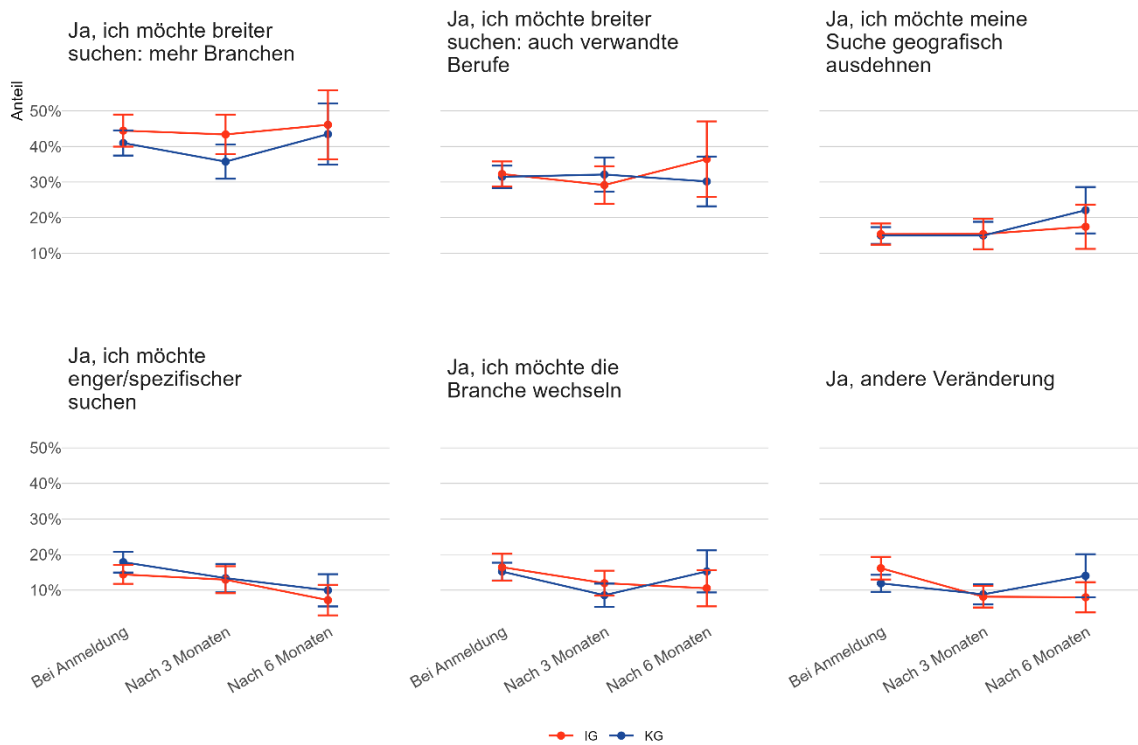 Ja, ich möchte breiter
suchen: mehr Branchen
Ja, ich möchte breiter
suchen: auch verwandte
Berufe
Ja, ich möchte meine
Suche geografisch
ausdehnen
Anteil
50%
40%
30%
20%
10%
Ja, ich möchte
enger/spezifischer
suchen
Ja, ich möchte die
Branche wechseln
Ja, andere Veränderung
50%
40%
30%
20%
10%
Bei Anmeldung
Nach 3 Monaten
Nach 6 Monaten
Bei Anmeldung
Nach 3 Monaten
Nach 6 Monaten
Bei Anmeldung
Nach 3 Monaten
Nach 6 Monaten
IG
KG